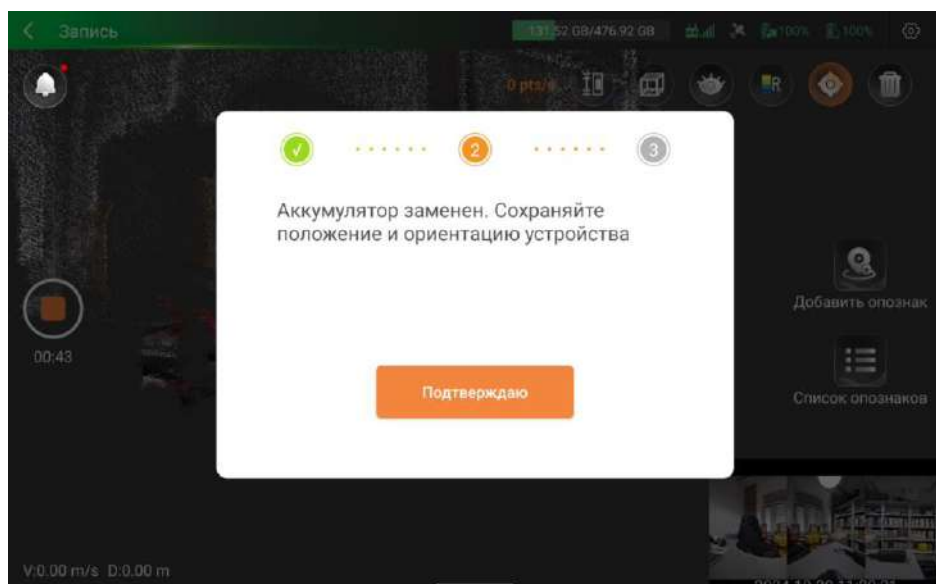 Запись
131.52 GB/476.92 GB
100%
100%
0 pts/s
R
2
3
Аккумулятор заменен. Сохраняйте
положение и ориентацию устройства
Добавить опознак
00:43
Подтверждаю
Список опознаков
V:0.00 m/s D:0.00 m